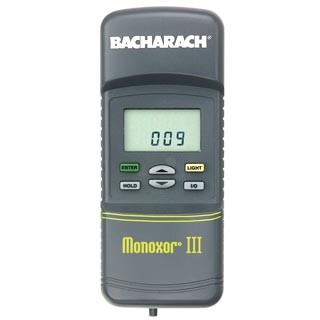 BACHARACH®
009
ENTER LIGHT
HOLD I/O
Monoxor® III